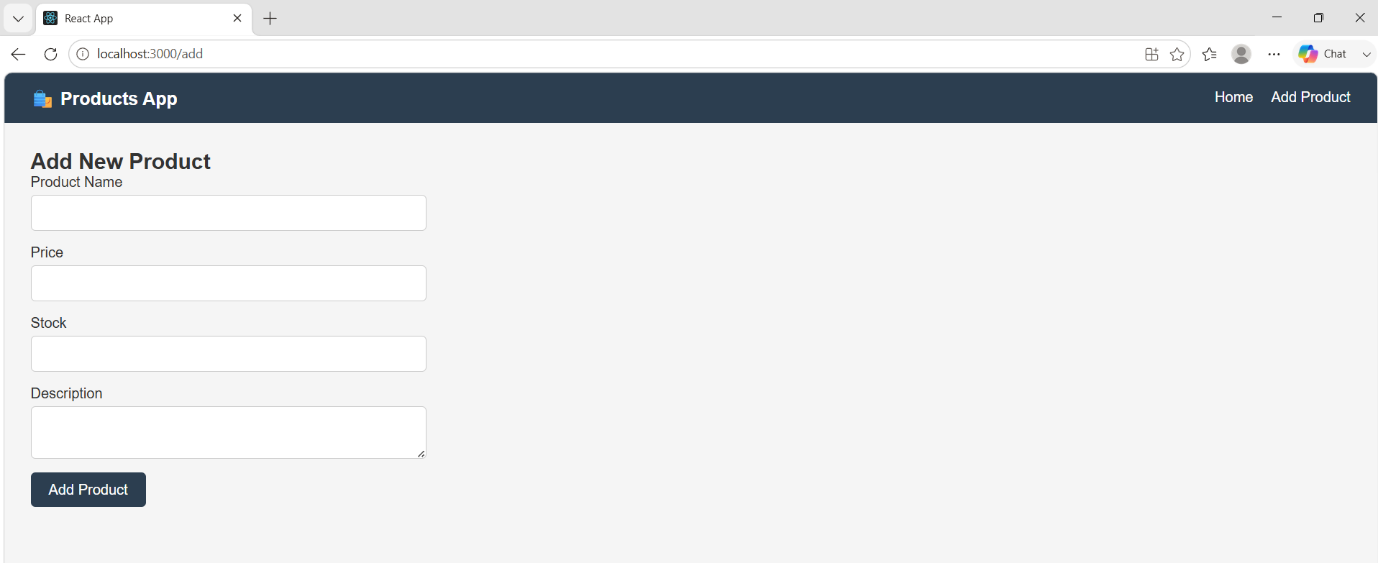 React App
localhost:3000/add
Chat
Products App
Home Add Product
Add New Product
Product Name
Price
Stock
Description
Add Product